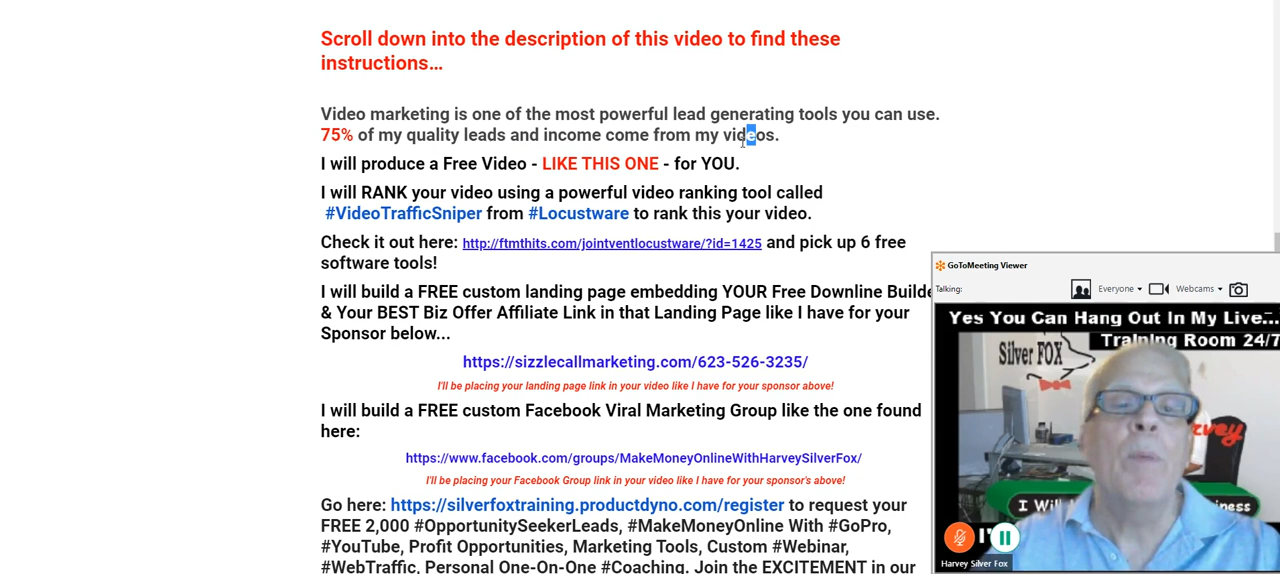 Scroll down into the description of this video to find these
instructions…
Video marketing is one of the most powerful lead generating tools you can use.
75% of my quality leads and income come from my videos.
I will produce a Free Video - LIKE THIS ONE - for YOU.
I will RANK your video using a powerful video ranking tool called
#VideoTrafficSniper from #Locustware to rank this your video.
Check it out here: http://ftmthits.com/jointventlocustware/?id=1425 and pick up 6 free
software tools!
I will build a FREE custom landing page embedding YOUR Free Downline Builde
& Your BEST Biz Offer Affiliate Link in that Landing Page like I have for your
Sponsor below...
https://sizzlecallmarketing.com/623-526-3235/
I'll be placing your landing page link in your video like I have for your sponsor above!
I will build a FREE custom Facebook Viral Marketing Group like the one found
here:
https://www.facebook.com/groups/MakeMoneyOnlineWithHarveySilverFox/
I'll be placing your Facebook Group link in your video like I have for your sponsor's above!
Go here: https://silverfoxtraining.productdyno.com/register to request your
FREE 2,000 #OpportunitySeekerLeads, #MakeMoneyOnline With #GoPro,
#YouTube, Profit Opportunities, Marketing Tools, Custom #Webinar,
#WebTraffic, Personal One-On-One #Coaching. Join the EXCITEMENT in our
GoToMeeting Viewer
Talking:
Everyone
Webcams
Yes You Can Hang Out In My Live...
Training Room 24/7
Silver FOX
I Will
Harvey Silver Fox